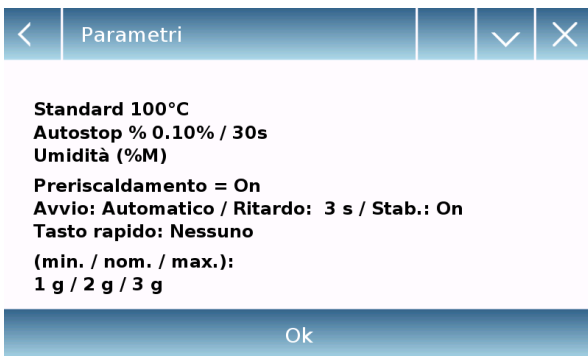 Parametri
Standard 100°C
Autostop % 0.10% / 30s
Umidità (%M)
Preriscaldamento = On
Avvio: Automatico / Ritardo:  3 s / Stab.: On
Tasto rapido: Nessuno
(min. / nom. / max.):
1 g / 2 g / 3 g
Ok